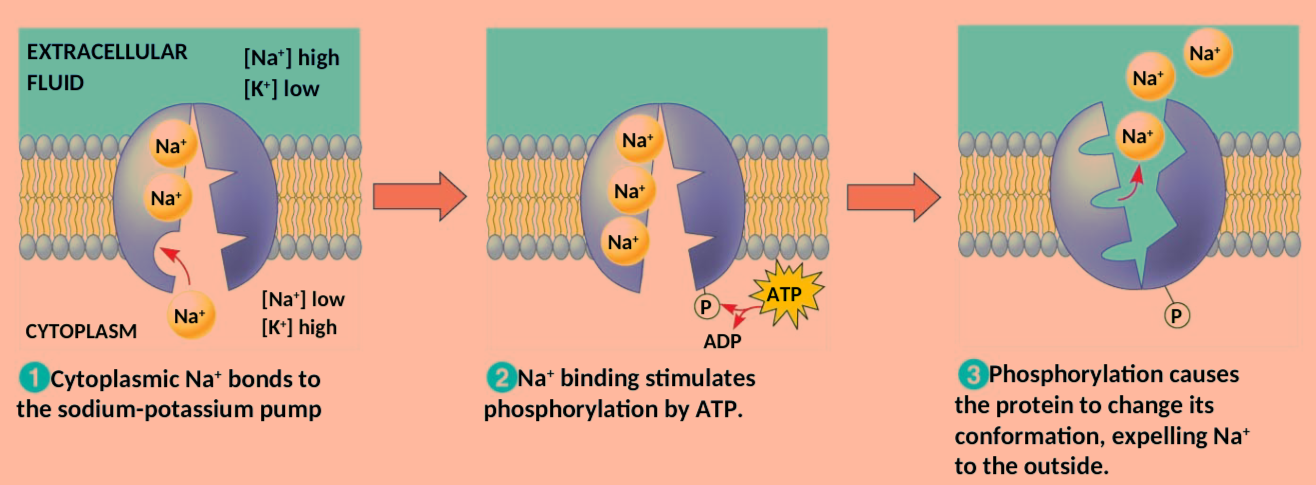 EXTRACELLULAR
FLUID
[Na⁺] high
[K⁺] low
Na⁺
Na⁺
Na⁺
[Na⁺] low
[K⁺] high
CYTOPLASM
1 Cytoplasmic Na⁺ bonds to
the sodium-potassium pump
Na⁺
Na⁺
Na⁺
P
ATP
ADP
2 Na⁺ binding stimulates
phosphorylation by ATP.
Na⁺
Na⁺
Na⁺
P
3 Phosphorylation causes
the protein to change its
conformation, expelling Na⁺
to the outside.